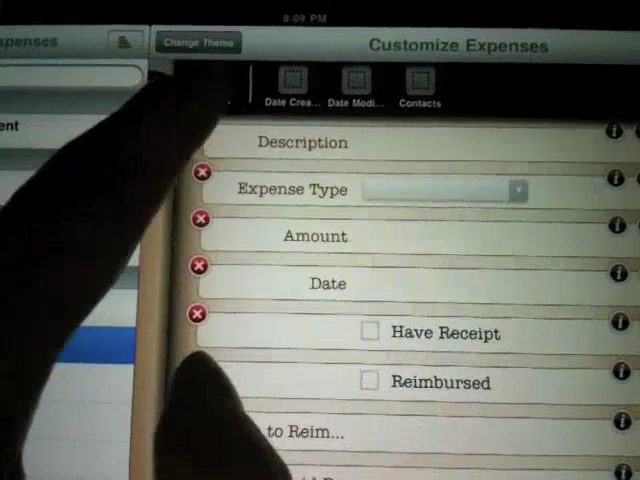 8:09 PM
xpenses
Change Theme
Customize Expenses
Date Crea...
Date Modi...
Contacts
ent
Description
Expense Type
Amount
Date
Have Receipt
Reimbursed
to Reim...